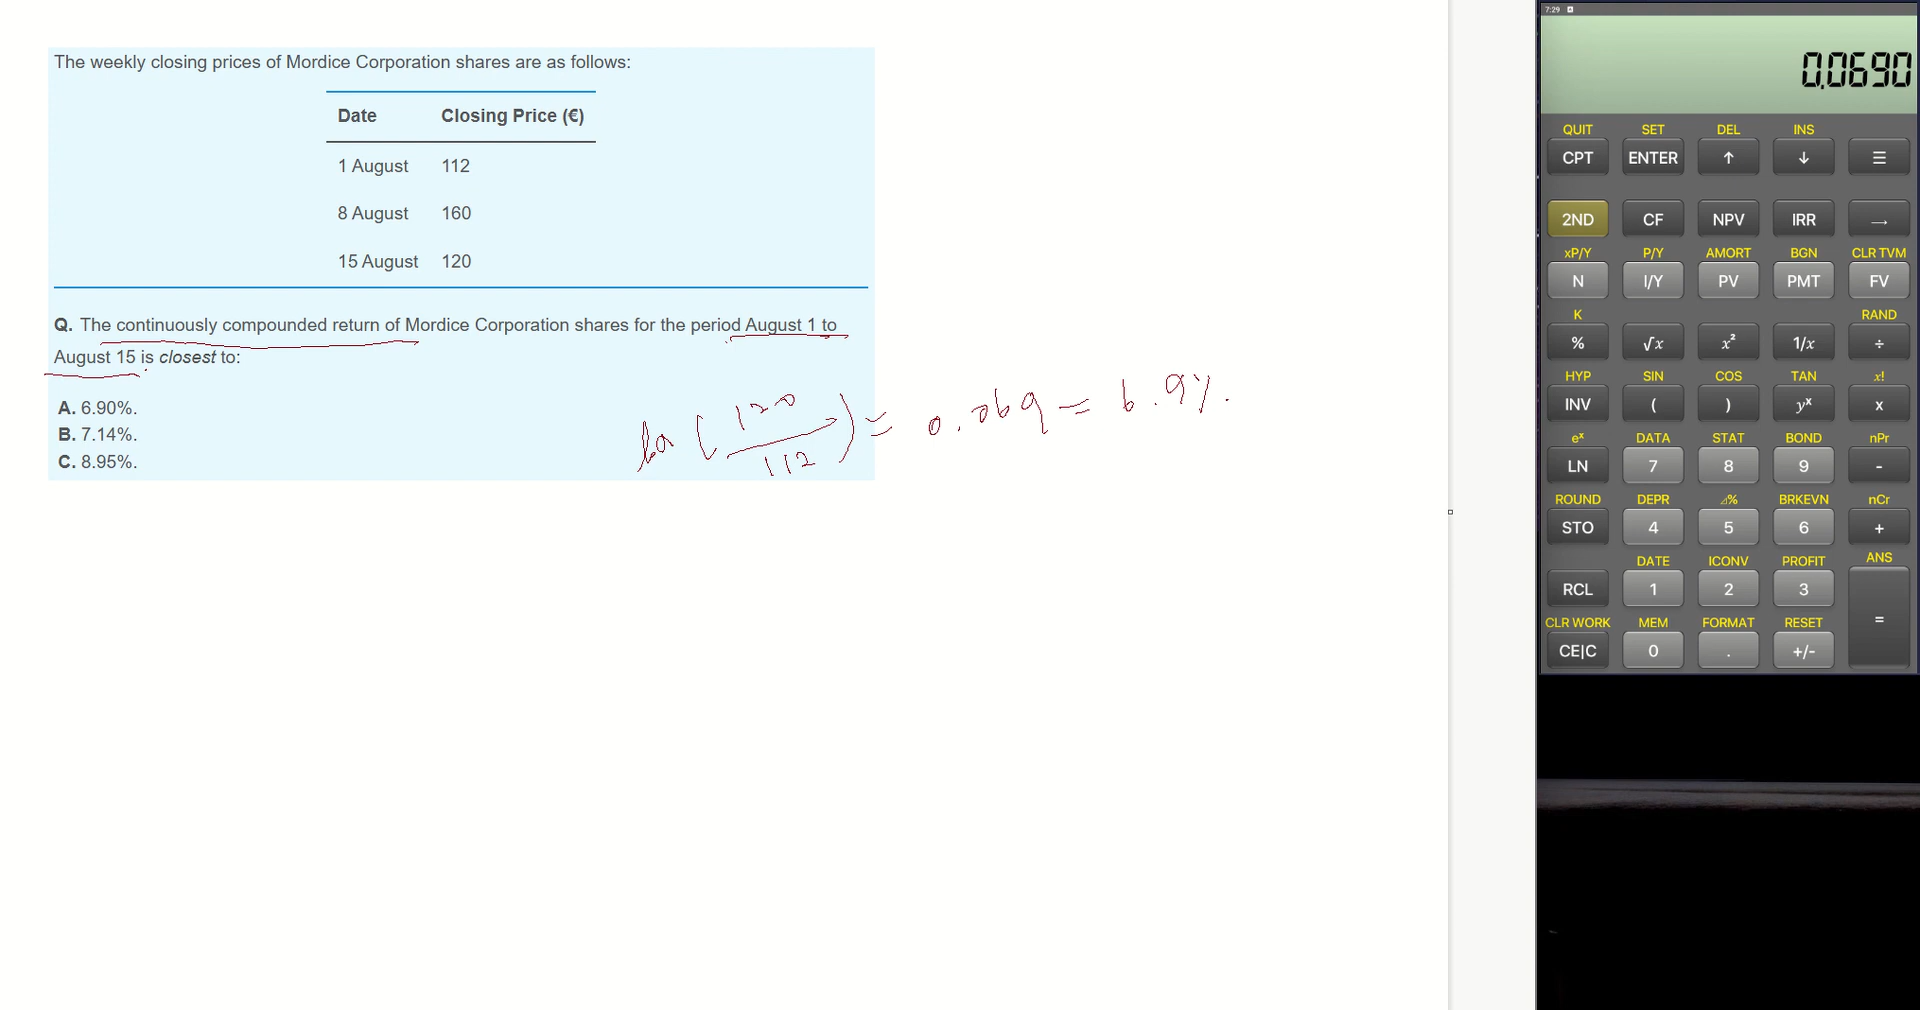 7:29
The weekly closing prices of Mordice Corporation shares are as follows:
Date Closing Price (€)
1 August 112
8 August 160
15 August 120
Q. The continuously compounded return of Mordice Corporation shares for the period August 1 to
August 15 is closest to:
A. 6.90%.
B. 7.14%.
C. 8.95%.
ln (120/112) = 0.069 = 6.9%.
0.0690
QUIT SET DEL INS
CPT ENTER ↑ ↓ ☰
2ND CF NPV IRR →
xP/Y P/Y AMORT BGN CLR TVM
N I/Y PV PMT FV
K RAND
% √x x² 1/x ÷
HYP SIN COS TAN x!
INV ( ) yˣ x
eˣ DATA STAT BOND nPr
LN 7 8 9 -
ROUND DEPR ⊿% BRKEVN nCr
STO 4 5 6 +
DATE ICONV PROFIT ANS
RCL 1 2 3 =
CLR WORK MEM FORMAT RESET
CE|C 0 . +/-